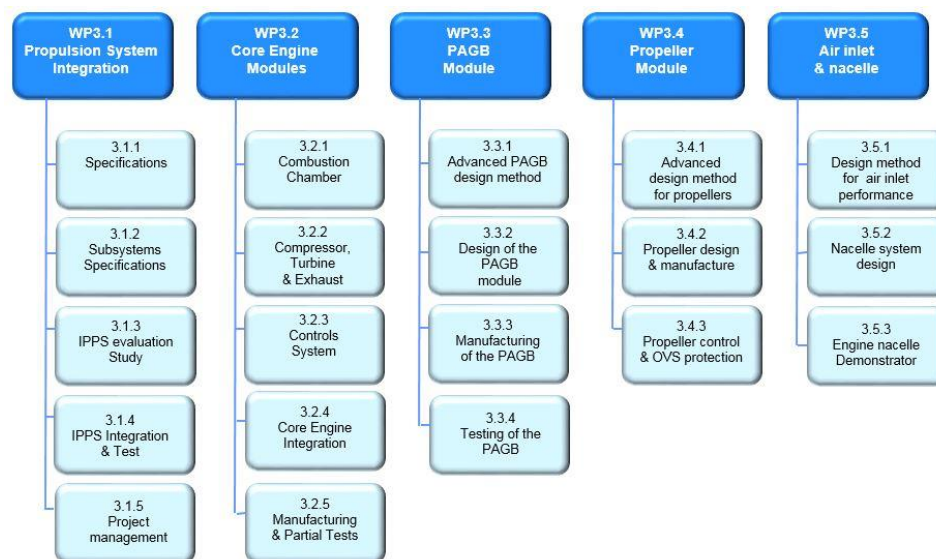 WP3.1
Propulsion System
Integration
3.1.1
Specifications
3.1.2
Subsystems
Specifications
3.1.3
IPPS evaluation
Study
3.1.4
IPPS Integration
& Test
3.1.5
Project
management
WP3.2
Core Engine
Modules
3.2.1
Combustion
Chamber
3.2.2
Compressor,
Turbine
& Exhaust
3.2.3
Controls
System
3.2.4
Core Engine
Integration
3.2.5
Manufacturing
& Partial Tests
WP3.3
PAGB
Module
3.3.1
Advanced PAGB
design method
3.3.2
Design of the
PAGB
module
3.3.3
Manufacturing
of the PAGB
3.3.4
Testing of the
PAGB
WP3.4
Propeller
Module
3.4.1
Advanced
design method
for propellers
3.4.2
Propeller design
& manufacture
3.4.3
Propeller control
& OVS protection
WP3.5
Air inlet
& nacelle
3.5.1
Design method
for air inlet
performance
3.5.2
Nacelle system
design
3.5.3
Engine nacelle
Demonstrator